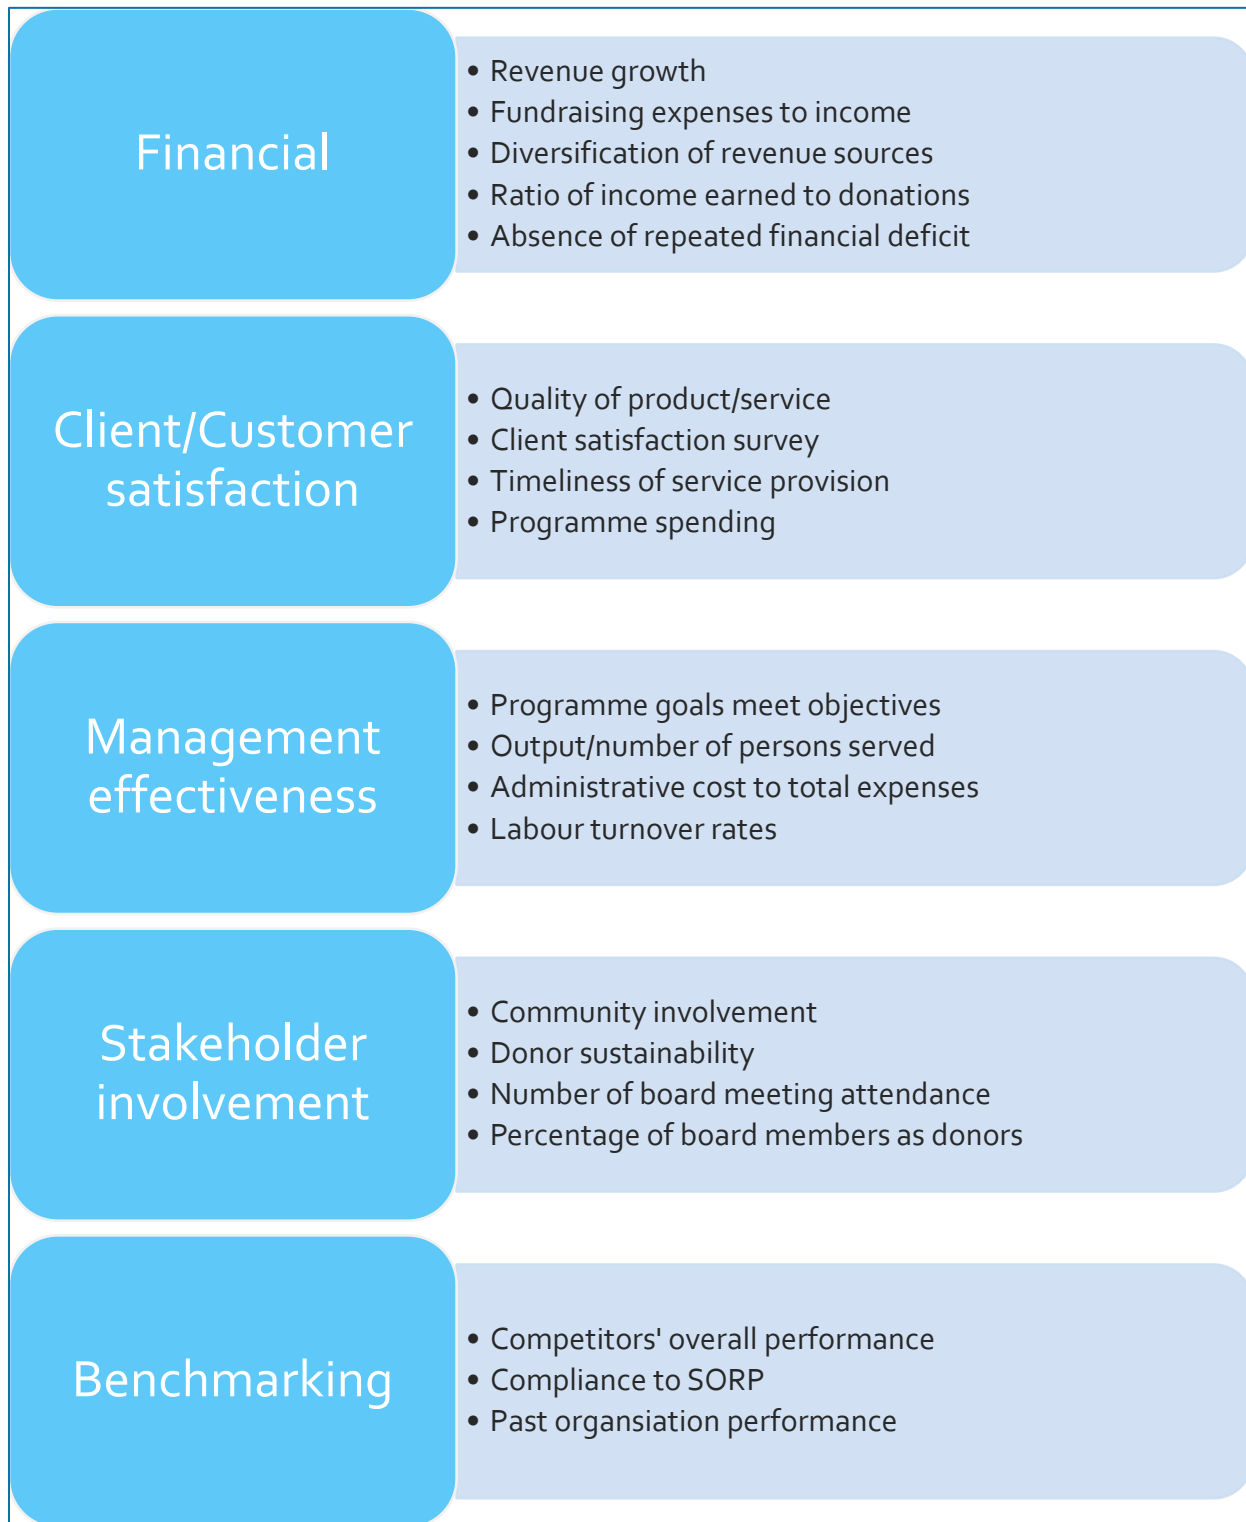 Financial
• Revenue growth
• Fundraising expenses to income
• Diversification of revenue sources
• Ratio of income earned to donations
• Absence of repeated financial deficit
Client/Customer
satisfaction
• Quality of product/service
• Client satisfaction survey
• Timeliness of service provision
• Programme spending
Management
effectiveness
• Programme goals meet objectives
• Output/number of persons served
• Administrative cost to total expenses
• Labour turnover rates
Stakeholder
involvement
• Community involvement
• Donor sustainability
• Number of board meeting attendance
• Percentage of board members as donors
Benchmarking
• Competitors' overall performance
• Compliance to SORP
• Past organsiation performance